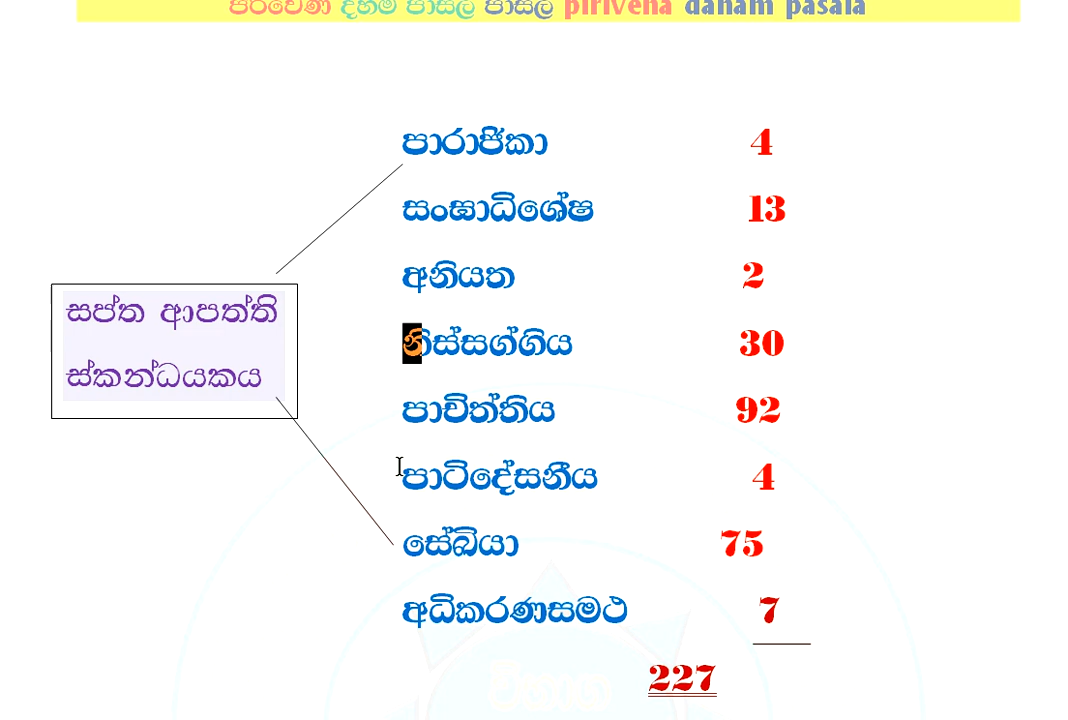 පිරිවෙණ දහම් පාසල් පාසල් pirivena daham pasala
පාරාජිකා 4
සංඝාධිශේෂ 13
අනියත 2
සප්ත ආපත්ති
ස්කන්ධයකය
නිස්සග්ගිය 30
පාචිත්තිය 92
පාටිදේසනීය 4
සේඛියා 75
අධිකරණසමථ 7
227